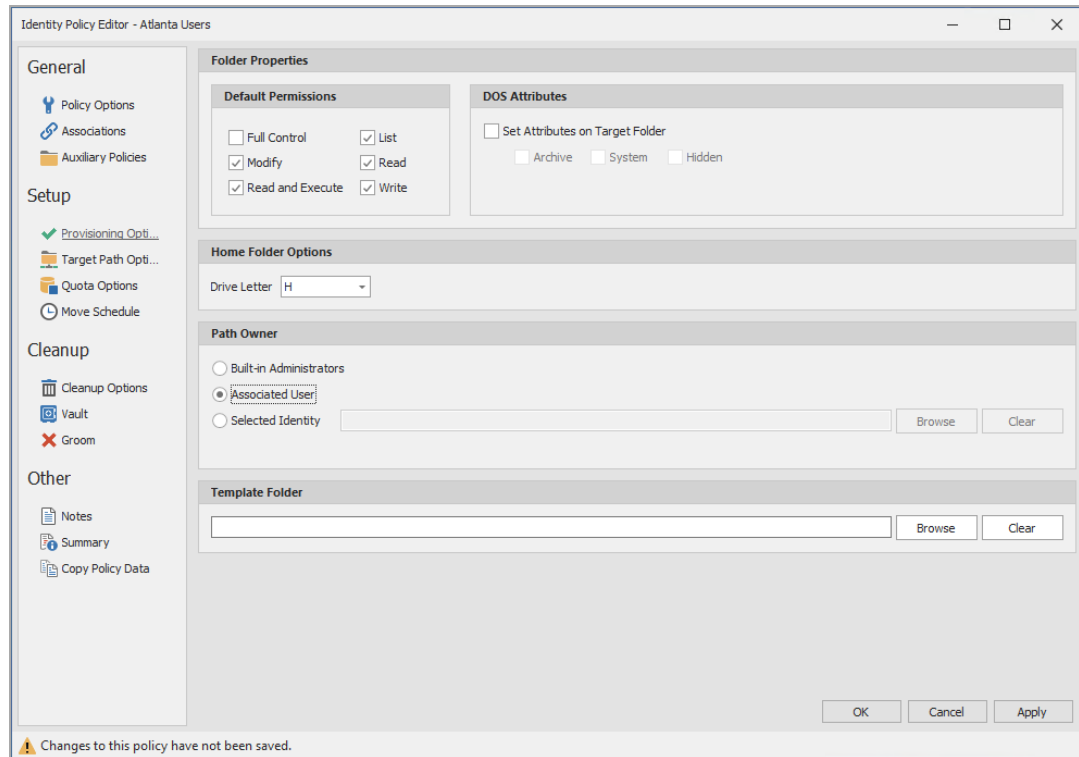 Identity Policy Editor - Atlanta Users
General
Policy Options
Associations
Auxiliary Policies
Setup
Provisioning Opti...
Target Path Opti...
Quota Options
Move Schedule
Cleanup
Cleanup Options
Vault
Groom
Other
Notes
Summary
Copy Policy Data
Folder Properties
Default Permissions
Full Control List
Modify Read
Read and Execute Write
DOS Attributes
Set Attributes on Target Folder
Archive System Hidden
Home Folder Options
Drive Letter H
Path Owner
Built-in Administrators
Associated User
Selected Identity Browse Clear
Template Folder
Browse Clear
OK Cancel Apply
Changes to this policy have not been saved.